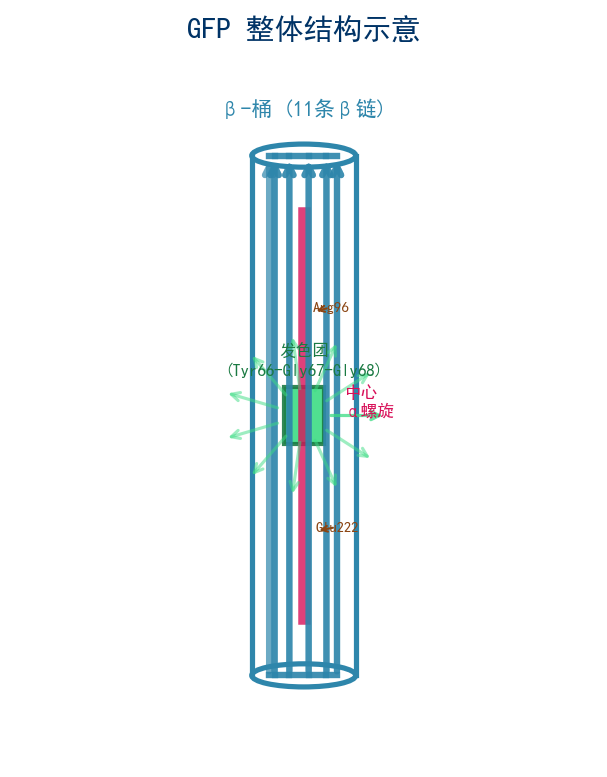 GFP 整体结构示意
β-桶 (11条β链)
Arg96
发色团
(Tyr66-Gly67-Gly68)
中心
α螺旋
Glu222